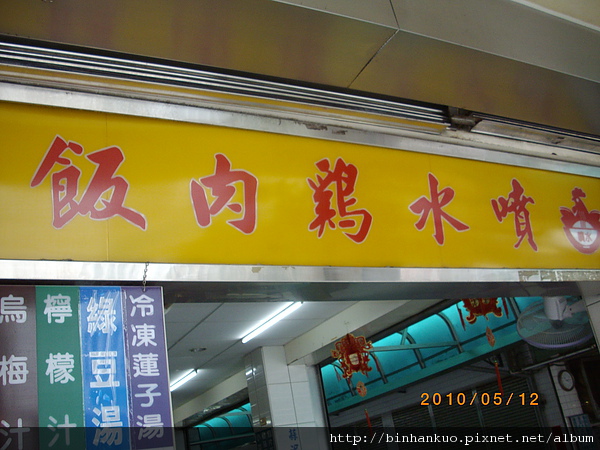 噴水鷄肉飯
冷凍蓮子湯
綠豆湯
檸檬汁
烏梅汁
2010/05/12
http://binhankuo.pixnet.net/album